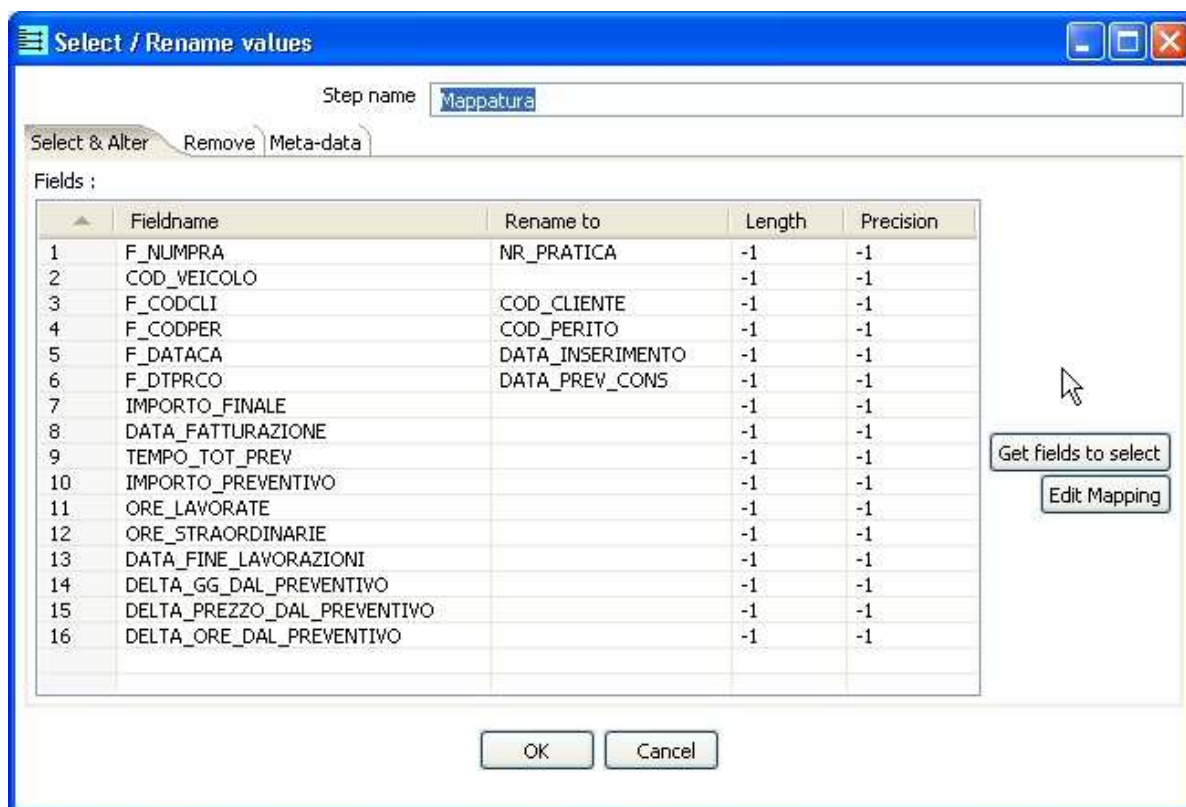 Select / Rename values
Step name Mappatura
Select & Alter Remove Meta-data
Fields :
Fieldname Rename to Length Precision
1 F_NUMPRA NR_PRATICA -1 -1
2 COD_VEICOLO -1 -1
3 F_CODCLI COD_CLIENTE -1 -1
4 F_CODPER COD_PERITO -1 -1
5 F_DATACA DATA_INSERIMENTO -1 -1
6 F_DTPRCO DATA_PREV_CONS -1 -1
7 IMPORTO_FINALE -1 -1
8 DATA_FATTURAZIONE -1 -1
9 TEMPO_TOT_PREV -1 -1
10 IMPORTO_PREVENTIVO -1 -1
11 ORE_LAVORATE -1 -1
12 ORE_STRAORDINARIE -1 -1
13 DATA_FINE_LAVORAZIONI -1 -1
14 DELTA_GG_DAL_PREVENTIVO -1 -1
15 DELTA_PREZZO_DAL_PREVENTIVO -1 -1
16 DELTA_ORE_DAL_PREVENTIVO -1 -1
Get fields to select
Edit Mapping
OK Cancel